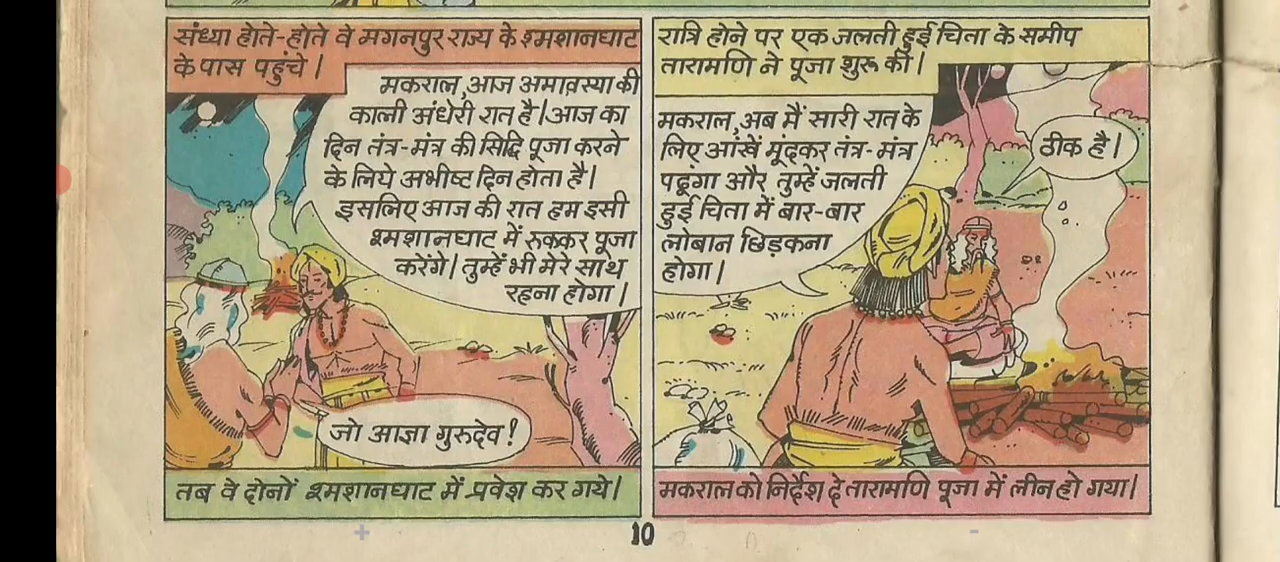 संध्या होते-होते वे मगनपुर राज्य के श्मशानघाट
के पास पहुंचे।
मकराल, आज अमावस्या की
काली अंधेरी रात है। आज का
दिन तंत्र-मंत्र की सिद्धि पूजा करने
के लिये अभीष्ट दिन होता है।
इसलिए आज की रात हम इसी
श्मशानघाट में रुककर पूजा
करेंगे। तुम्हें भी मेरे साथ
रहना होगा।
जो आज्ञा गुरुदेव!
तब वे दोनों श्मशानघाट में प्रवेश कर गये।
रात्रि होने पर एक जलती हुई चिता के समीप
तारामणि ने पूजा शुरू की।
मकराल, अब मैं सारी रात के
लिए आंखें मूंदकर तंत्र-मंत्र
पढूंगा और तुम्हें जलती
हुई चिता में बार-बार
लोबान छिड़कना
होगा।
ठीक है।
मकराल को निर्देश दे तारामणि पूजा में लीन हो गया।
10